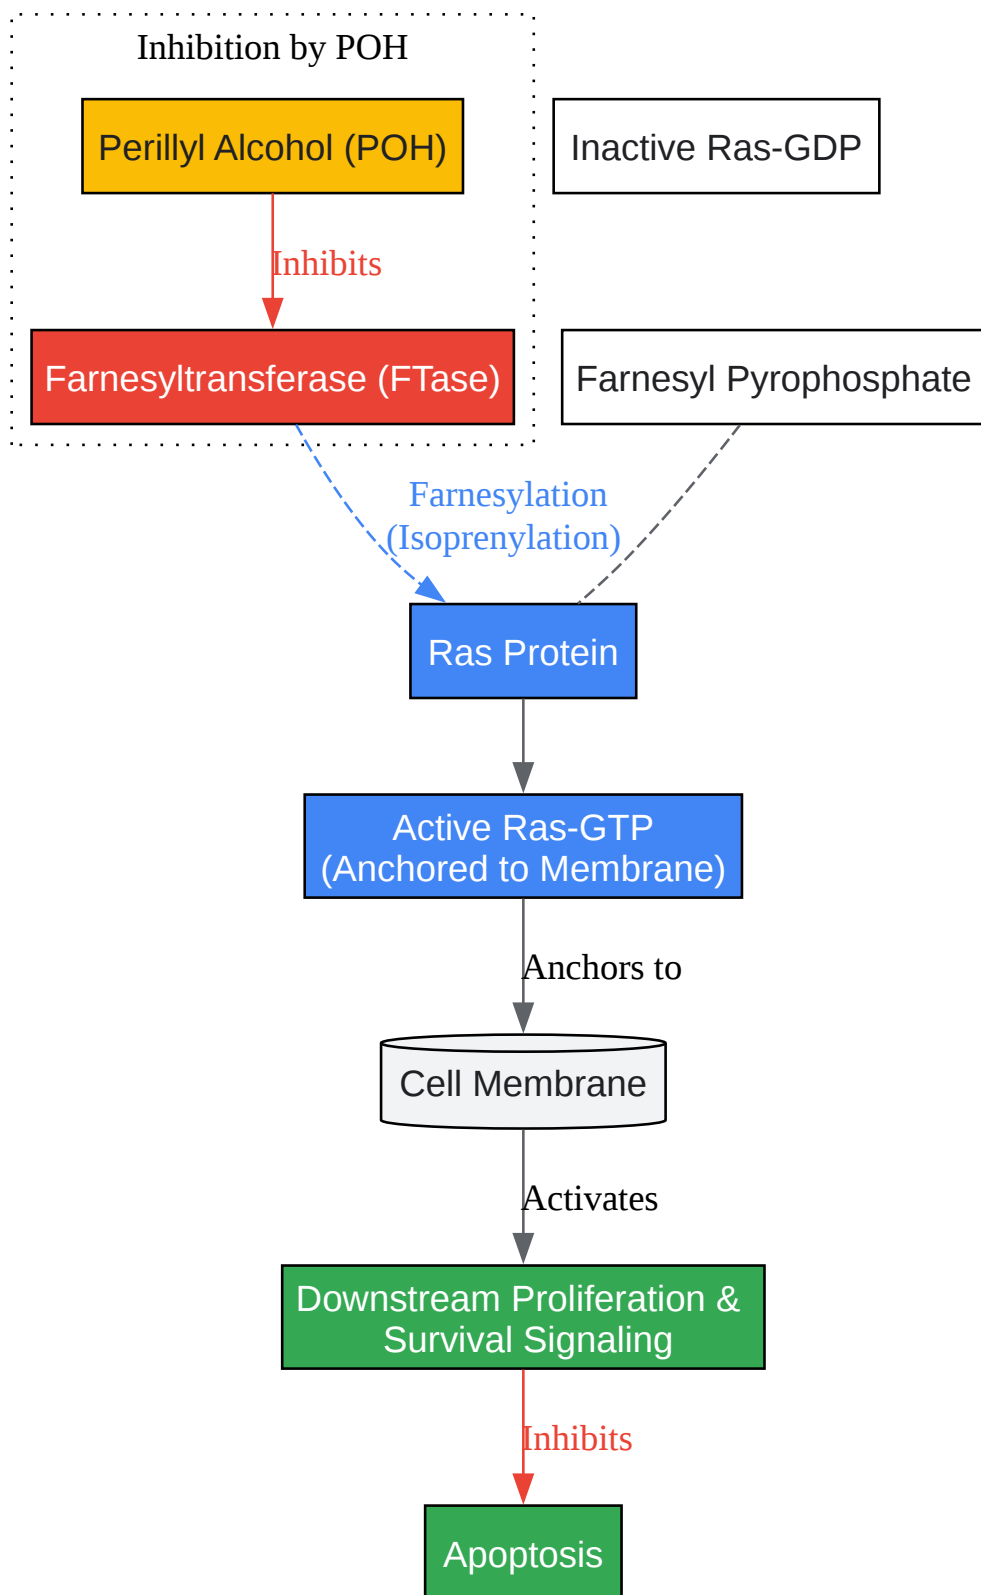 Inhibition by POH
Perillyl Alcohol (POH)
Inactive Ras-GDP
Inhibits
Farnesyltransferase (FTase)
Farnesyl Pyrophosphate
Farnesylation
(Isoprenylation)
Ras Protein
Active Ras-GTP
(Anchored to Membrane)
Anchors to
Cell Membrane
Activates
Downstream Proliferation &
Survival Signaling
Inhibits
Apoptosis